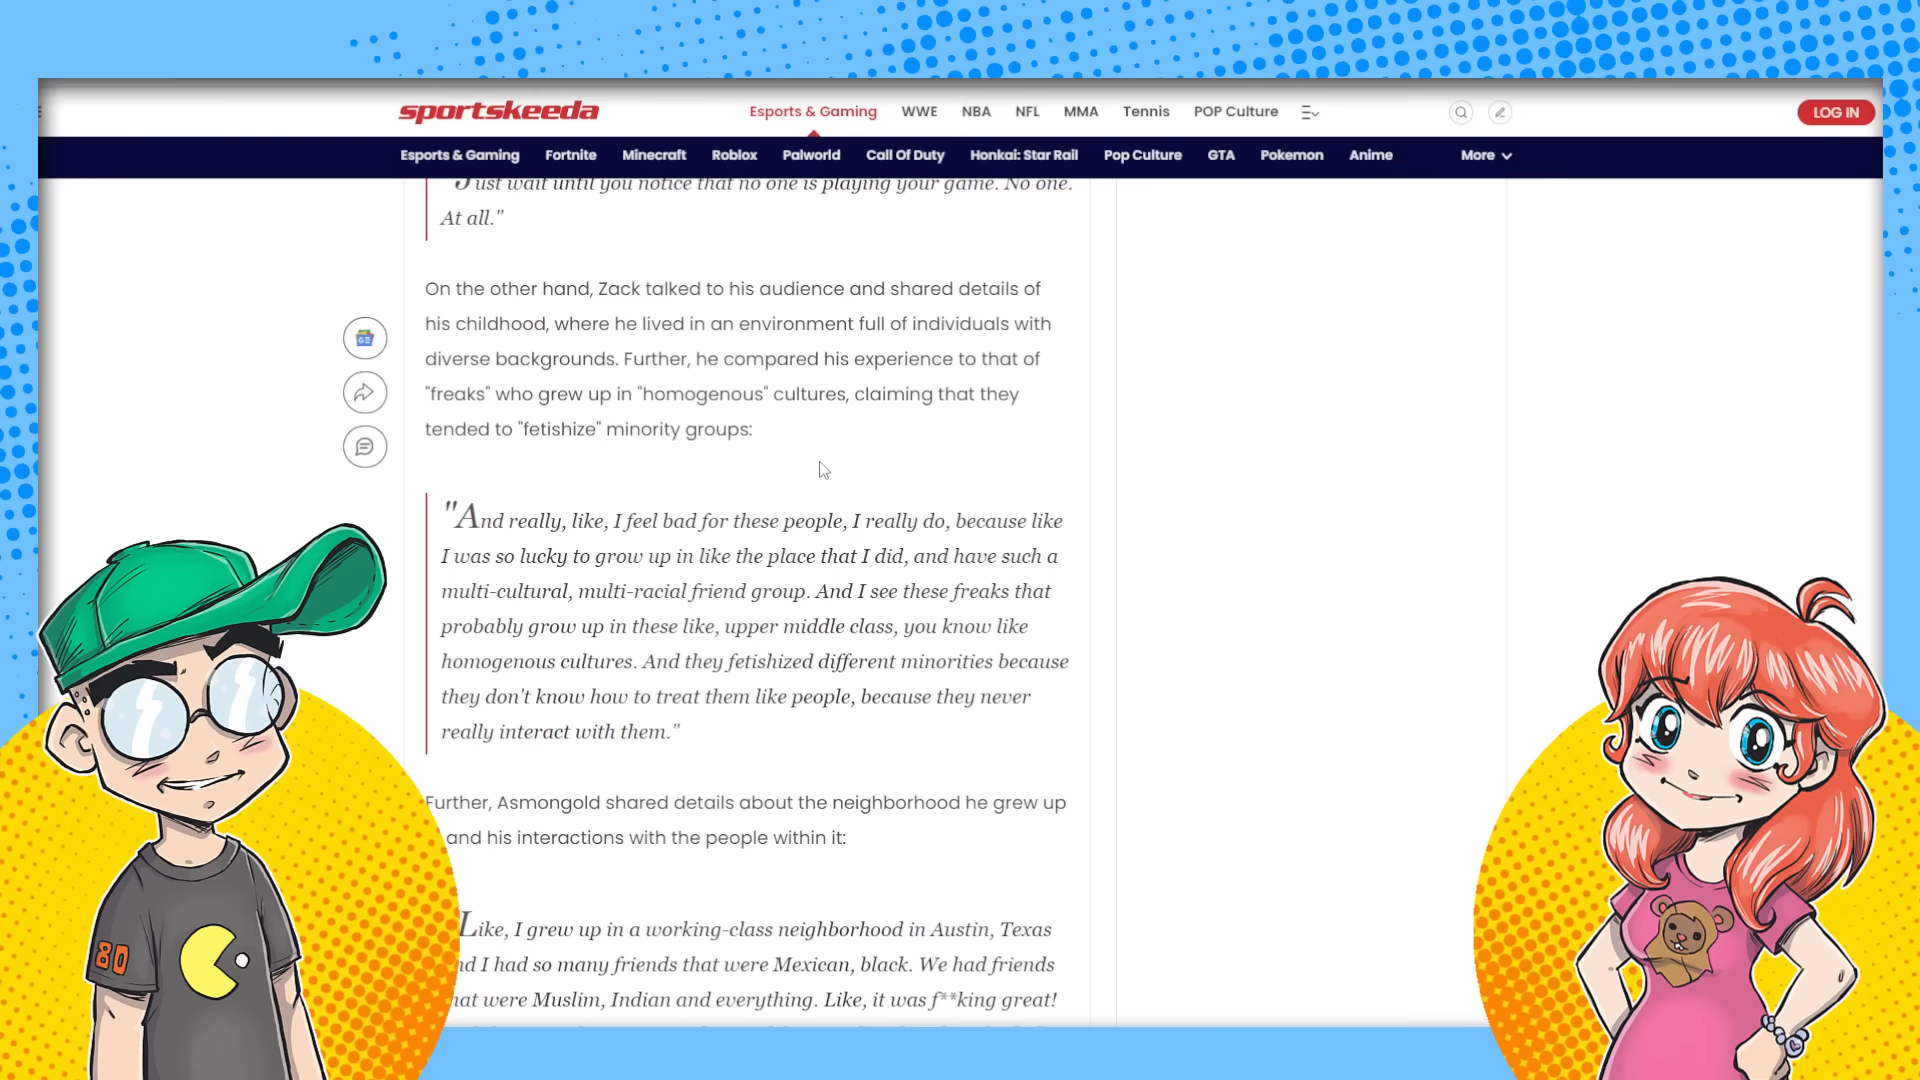 sportskeeda
Esports & Gaming WWE NBA NFL MMA Tennis POP Culture
LOG IN
Esports & Gaming Fortnite Minecraft Roblox Palworld Call Of Duty Honkai: Star Rail Pop Culture GTA Pokemon Anime More
"Just wait until you notice that no one is playing your game. No one.
At all."
On the other hand, Zack talked to his audience and shared details of
his childhood, where he lived in an environment full of individuals with
diverse backgrounds. Further, he compared his experience to that of
"freaks" who grew up in "homogenous" cultures, claiming that they
tended to "fetishize" minority groups:
"And really, like, I feel bad for these people, I really do, because like
I was so lucky to grow up in like the place that I did, and have such a
multi-cultural, multi-racial friend group. And I see these freaks that
probably grow up in these like, upper middle class, you know like
homogenous cultures. And they fetishized different minorities because
they don't know how to treat them like people, because they never
really interact with them."
Further, Asmongold shared details about the neighborhood he grew up
and his interactions with the people within it:
Like, I grew up in a working-class neighborhood in Austin, Texas
I had so many friends that were Mexican, black. We had friends
were Muslim, Indian and everything. Like, it was f**king great!
80